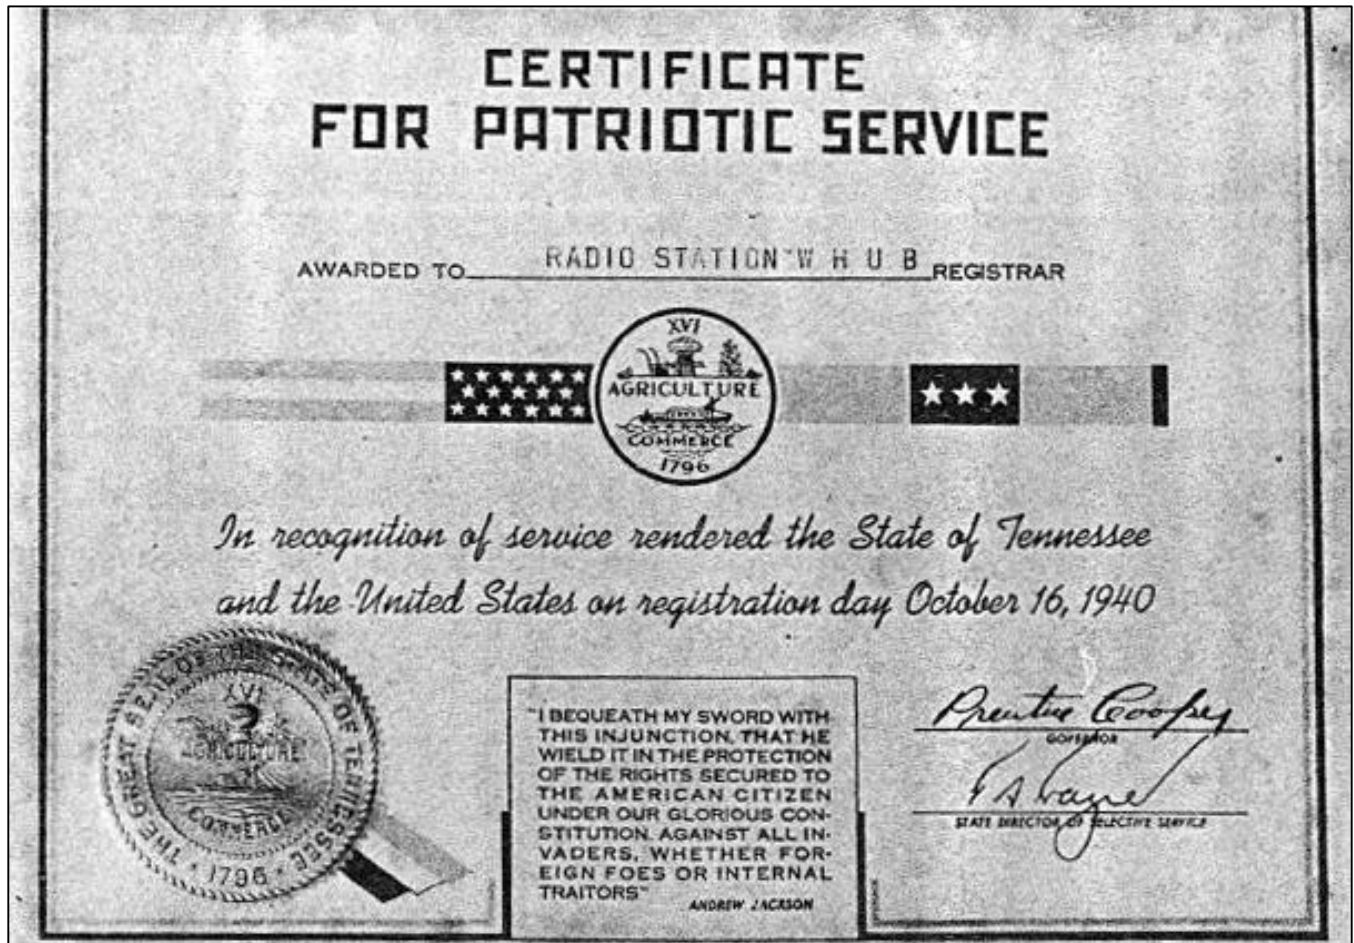 CERTIFICATE
FOR PATRIOTIC SERVICE
AWARDED TO RADIO STATION W H U B REGISTRAR
XVI
AGRICULTURE
COMMERCE
1796
In recognition of service rendered the State of Tennessee
and the United States on registration day October 16, 1940
THE GREAT SEAL OF THE STATE OF TENNESSEE
XVI
AGRICULTURE
COMMERCE
1796
"I BEQUEATH MY SWORD WITH
THIS INJUNCTION, THAT HE
WIELD IT IN THE PROTECTION
OF THE RIGHTS SECURED TO
THE AMERICAN CITIZEN
UNDER OUR GLORIOUS CON-
STITUTION. AGAINST ALL IN-
VADERS, WHETHER FOR-
EIGN FOES OR INTERNAL
TRAITORS"
ANDREW JACKSON
Prentice Cooper
GOVERNOR
STATE DIRECTOR OF SELECTIVE SERVICE